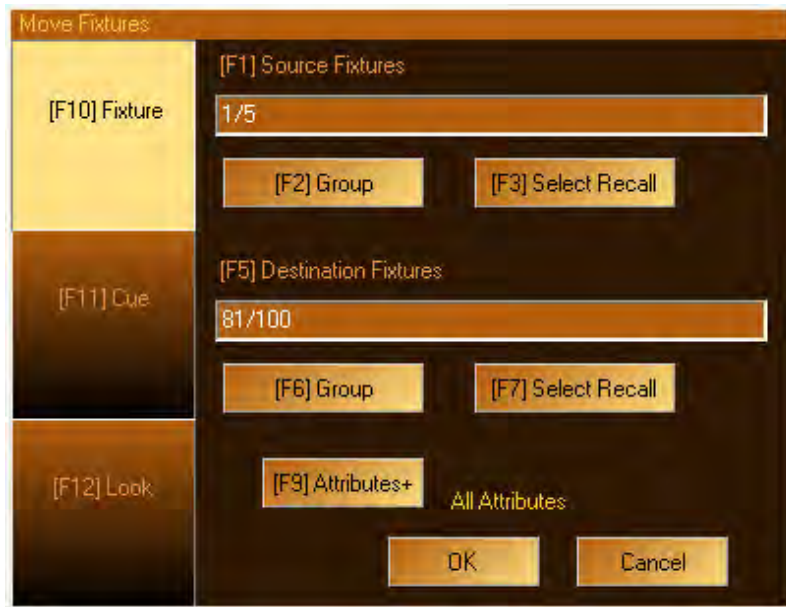 Move Fixtures
[F10] Fixture
[F1] Source Fixtures
1/5
[F2] Group
[F3] Select Recall
[F11] Cue
[F5] Destination Fixtures
81/100
[F6] Group
[F7] Select Recall
[F12] Look
[F9] Attributes+
All Attributes
OK
Cancel